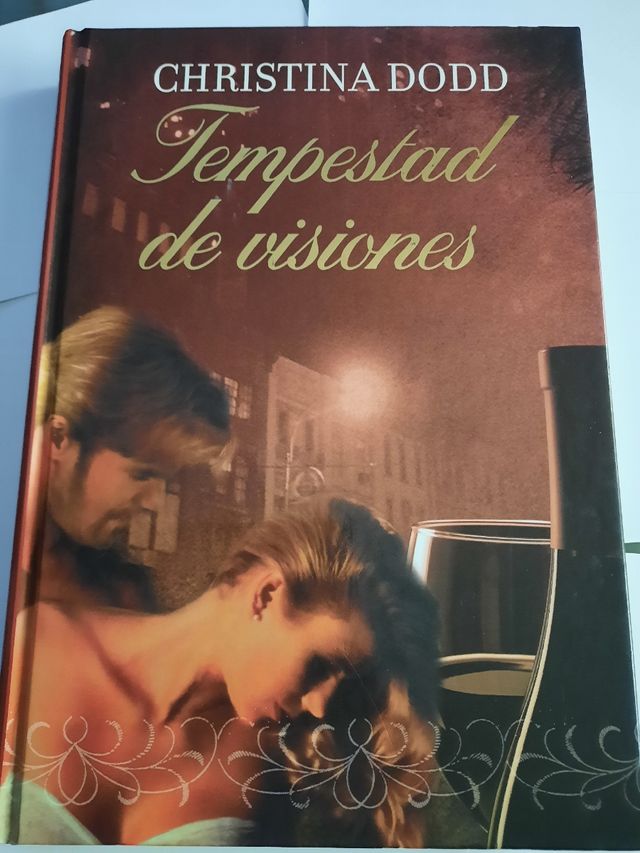 CHRISTINA DODD
Tempestad
de visiones